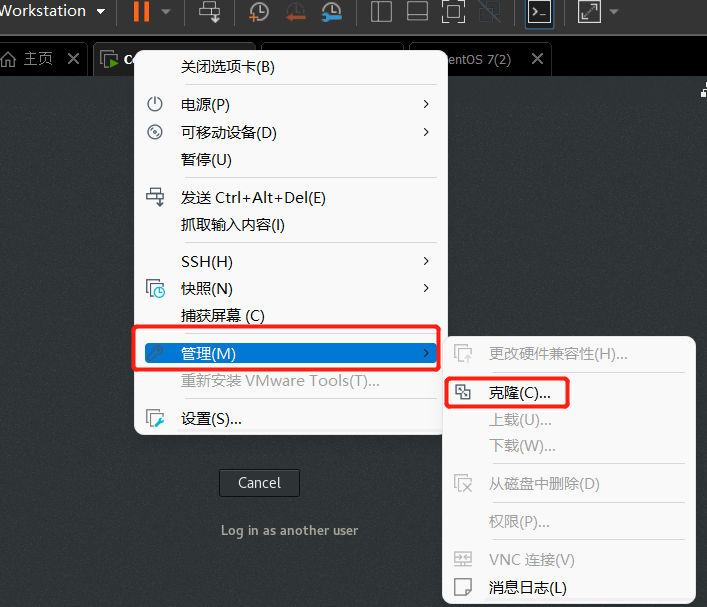 Workstation
主页
Co
entOS 7(2)
关闭选项卡(B)
电源(P)
可移动设备(D)
暂停(U)
发送 Ctrl+Alt+Del(E)
抓取输入内容(I)
SSH(H)
快照(N)
捕获屏幕 (C)
管理(M)
重新安装 VMware Tools(T)...
设置(S)...
更改硬件兼容性(H)...
克隆(C)...
上载(U)...
下载(W)...
从磁盘中删除(D)
权限(P)...
VNC 连接(V)
消息日志(L)
Cancel
Log in as another user